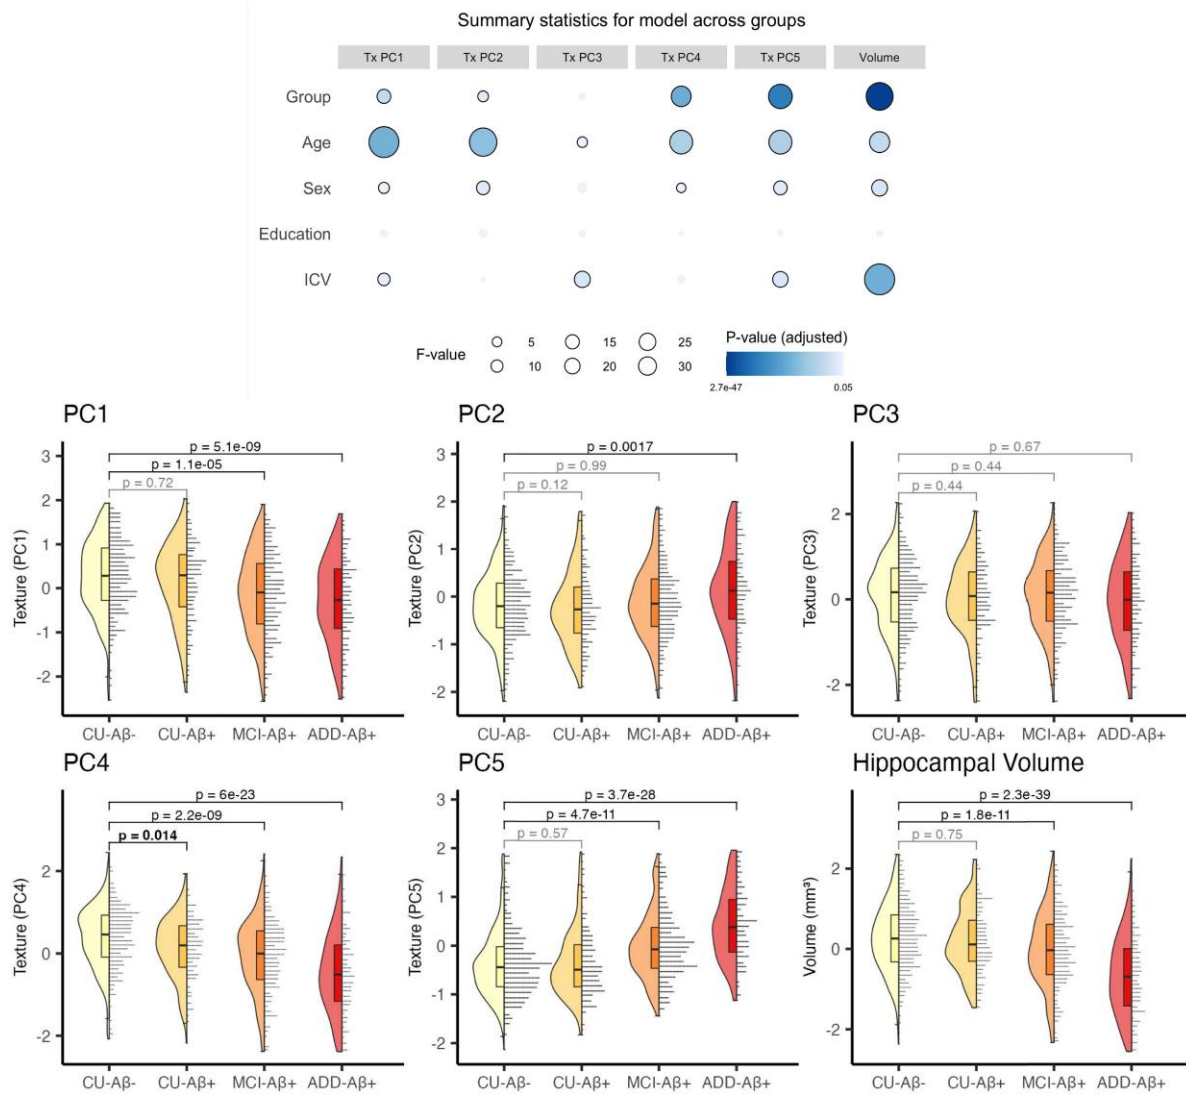 Summary statistics for model across groups
Tx PC1 Tx PC2 Tx PC3 Tx PC4 Tx PC5 Volume
Group
Age
Sex
Education
ICV
F-value 5 15 25
10 20 30
P-value (adjusted)
2.7e-47 0.05
PC1
p = 5.1e-09
p = 1.1e-05
p = 0.72
Texture (PC1)
3
2
1
0
-1
-2
CU-Aβ- CU-Aβ+ MCI-Aβ+ ADD-Aβ+
PC2
p = 0.0017
p = 0.99
p = 0.12
Texture (PC2)
3
2
1
0
-1
-2
CU-Aβ- CU-Aβ+ MCI-Aβ+ ADD-Aβ+
PC3
p = 0.67
p = 0.44
p = 0.44
Texture (PC3)
2
0
-2
CU-Aβ- CU-Aβ+ MCI-Aβ+ ADD-Aβ+
PC4
p = 6e-23
p = 2.2e-09
p = 0.014
Texture (PC4)
2
0
-2
CU-Aβ- CU-Aβ+ MCI-Aβ+ ADD-Aβ+
PC5
p = 3.7e-28
p = 4.7e-11
p = 0.57
Texture (PC5)
3
2
1
0
-1
-2
CU-Aβ- CU-Aβ+ MCI-Aβ+ ADD-Aβ+
Hippocampal Volume
p = 2.3e-39
p = 1.8e-11
p = 0.75
Volume (mm³)
2
0
-2
CU-Aβ- CU-Aβ+ MCI-Aβ+ ADD-Aβ+